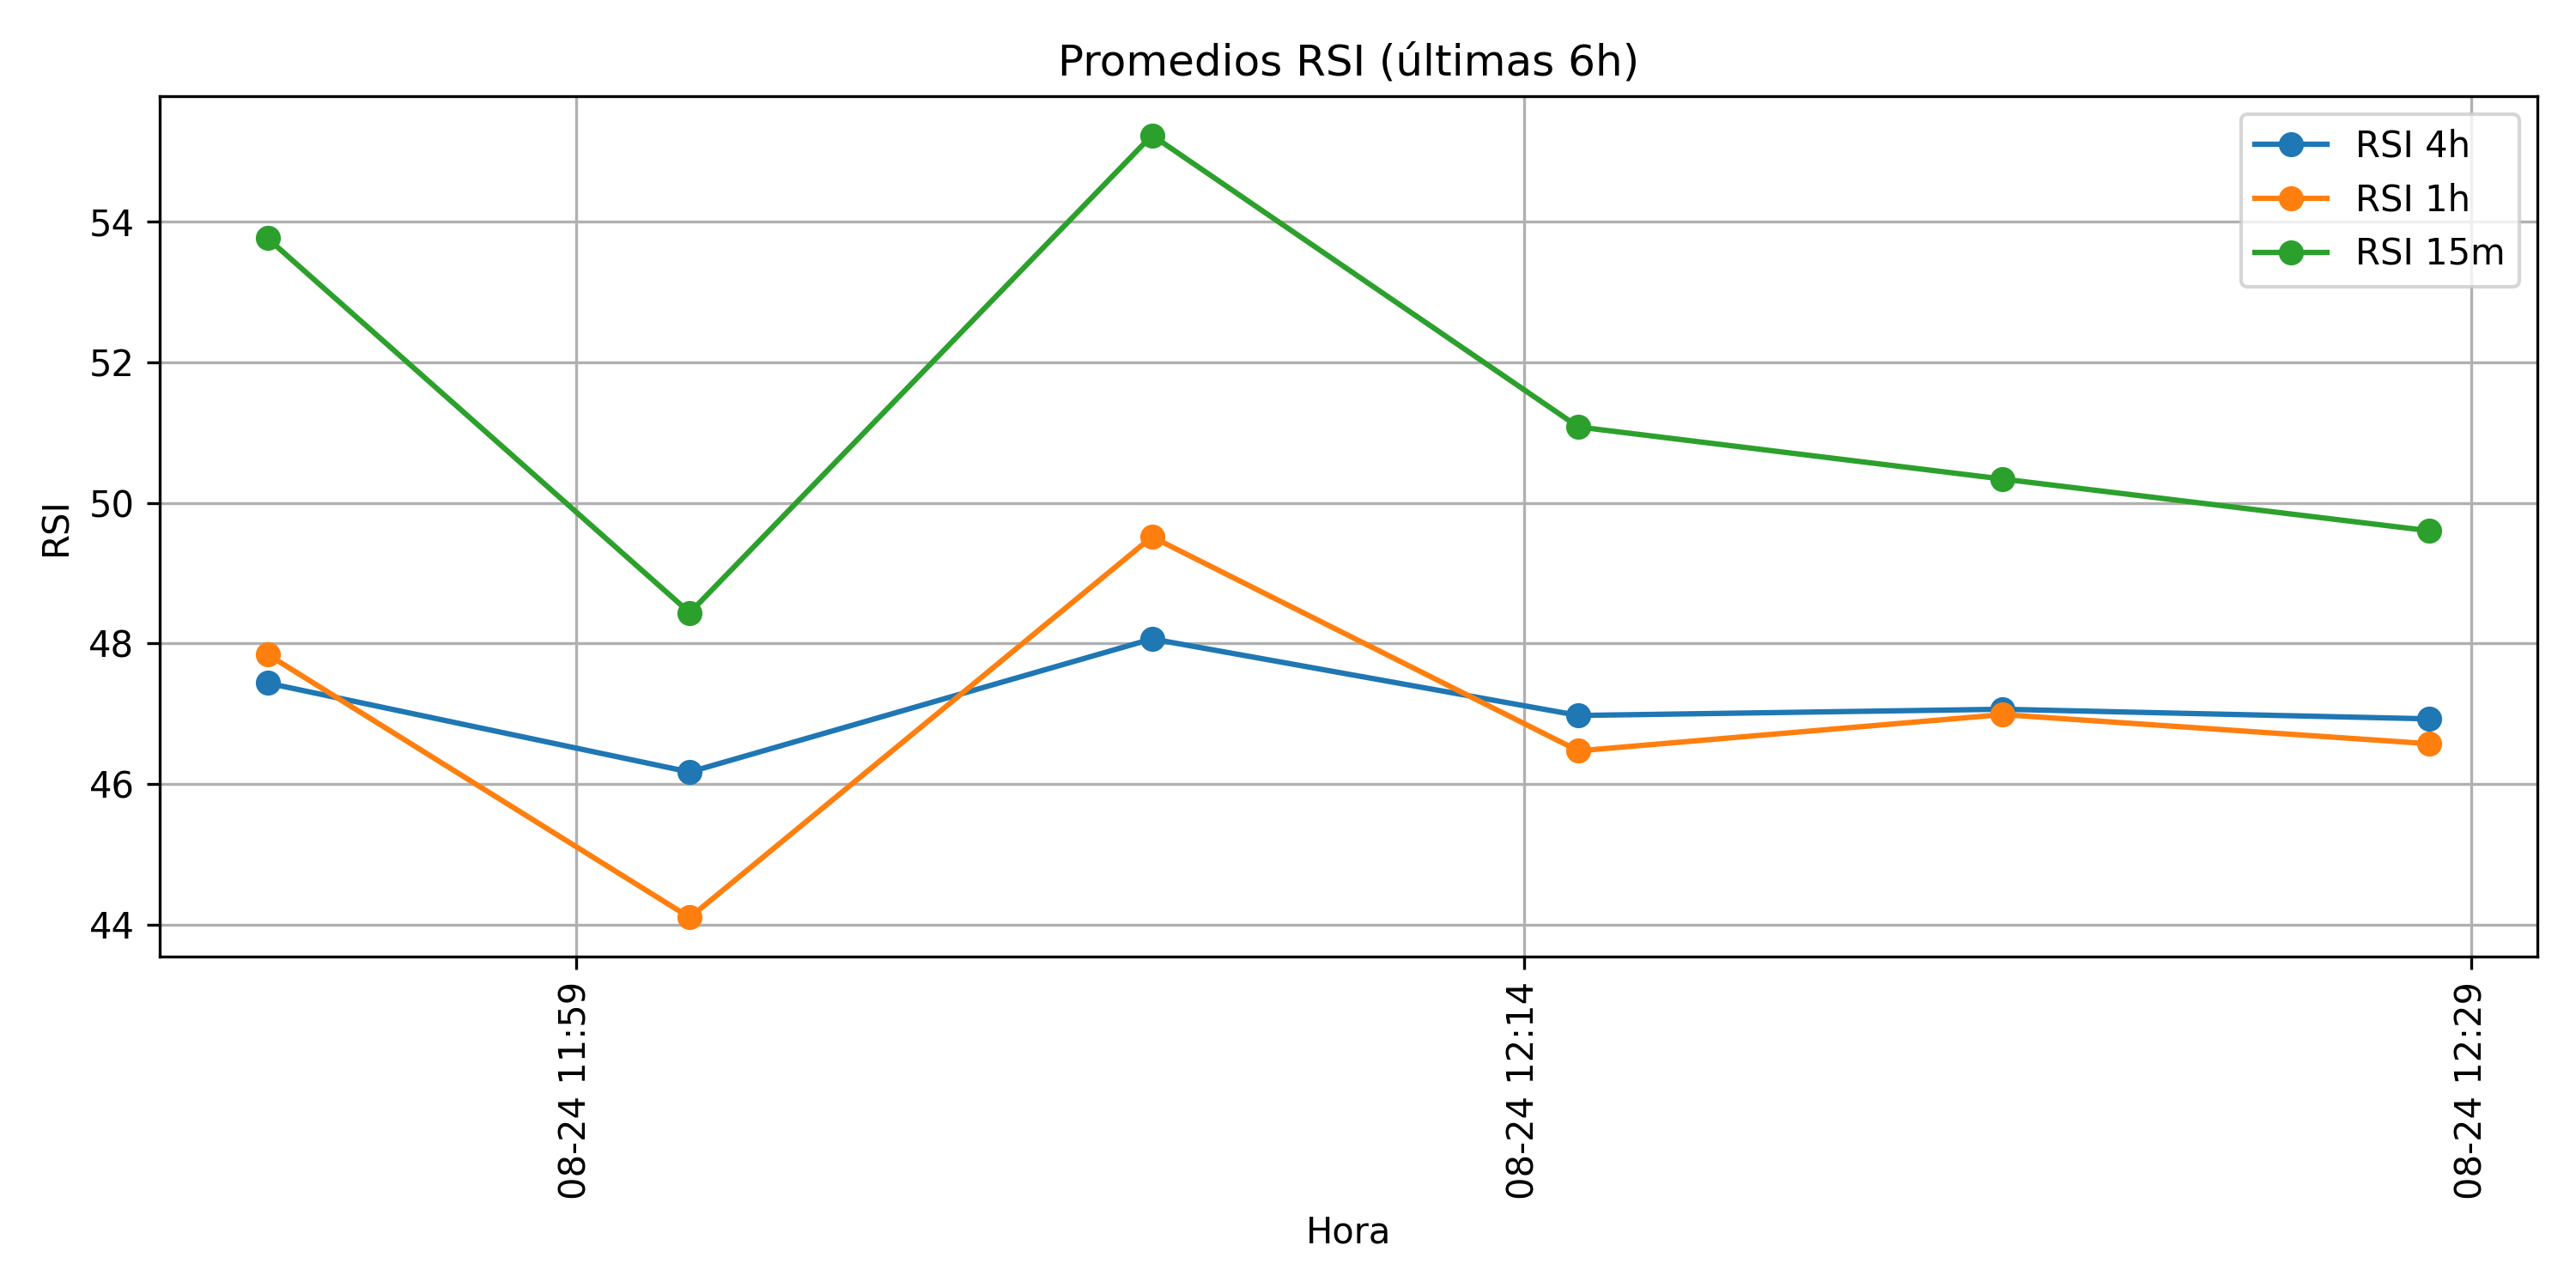 Promedios RSI (últimas 6h)
RSI 4h
RSI 1h
RSI 15m
RSI
54
52
50
48
46
44
08-24 11:59
08-24 12:14
08-24 12:29
Hora